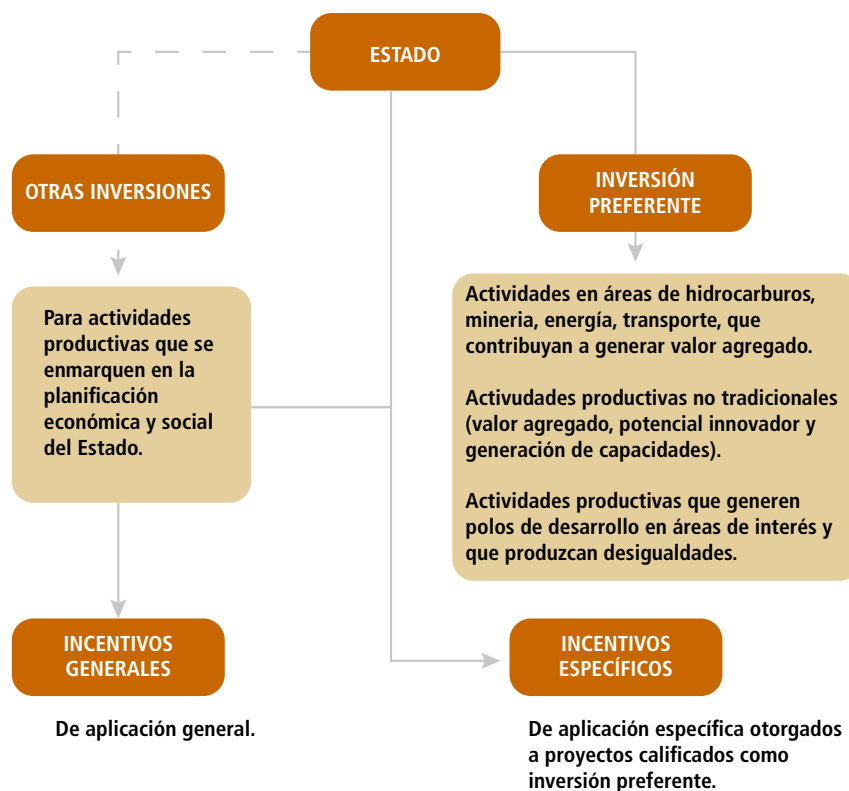 ESTADO
OTRAS INVERSIONES
INVERSIÓN
PREFERENTE
Para actividades
productivas que se
enmarquen en la
planificación
económica y social
del Estado.
Actividades en áreas de hidrocarburos,
mineria, energía, transporte, que
contribuyan a generar valor agregado.
Activudades productivas no tradicionales
(valor agregado, potencial innovador y
generación de capacidades).
Actividades productivas que generen
polos de desarrollo en áreas de interés y
que produzcan desigualdades.
INCENTIVOS
GENERALES
INCENTIVOS
ESPECÍFICOS
De aplicación general.
De aplicación específica otorgados
a proyectos calificados como
inversión preferente.